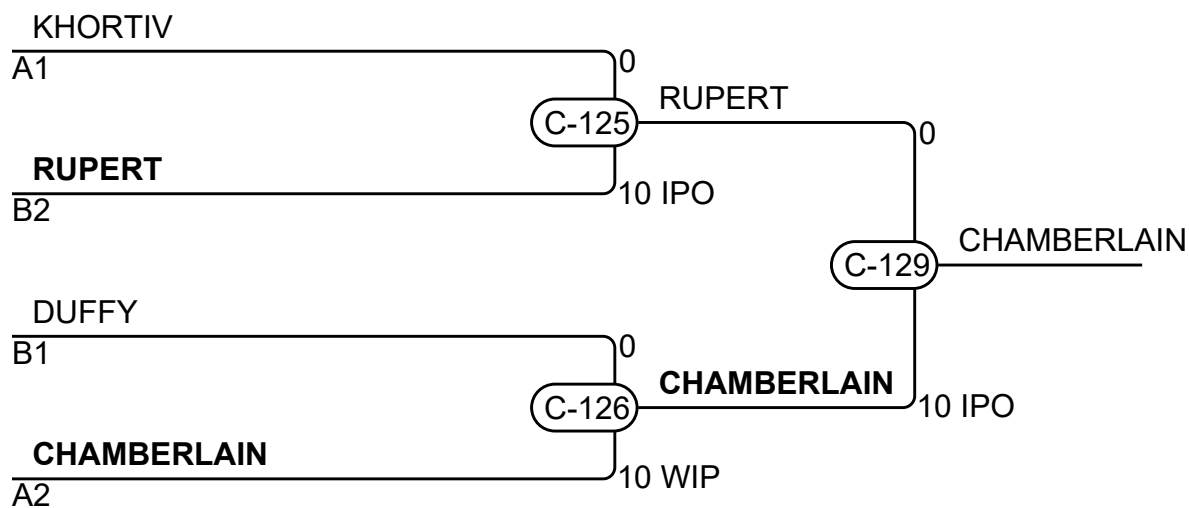 KHORTIV
A1
0
C-125
RUPERT
0
RUPERT
B2
10 IPO
C-129
CHAMBERLAIN
DUFFY
B1
0
C-126
CHAMBERLAIN
10 IPO
CHAMBERLAIN
A2
10 WIP